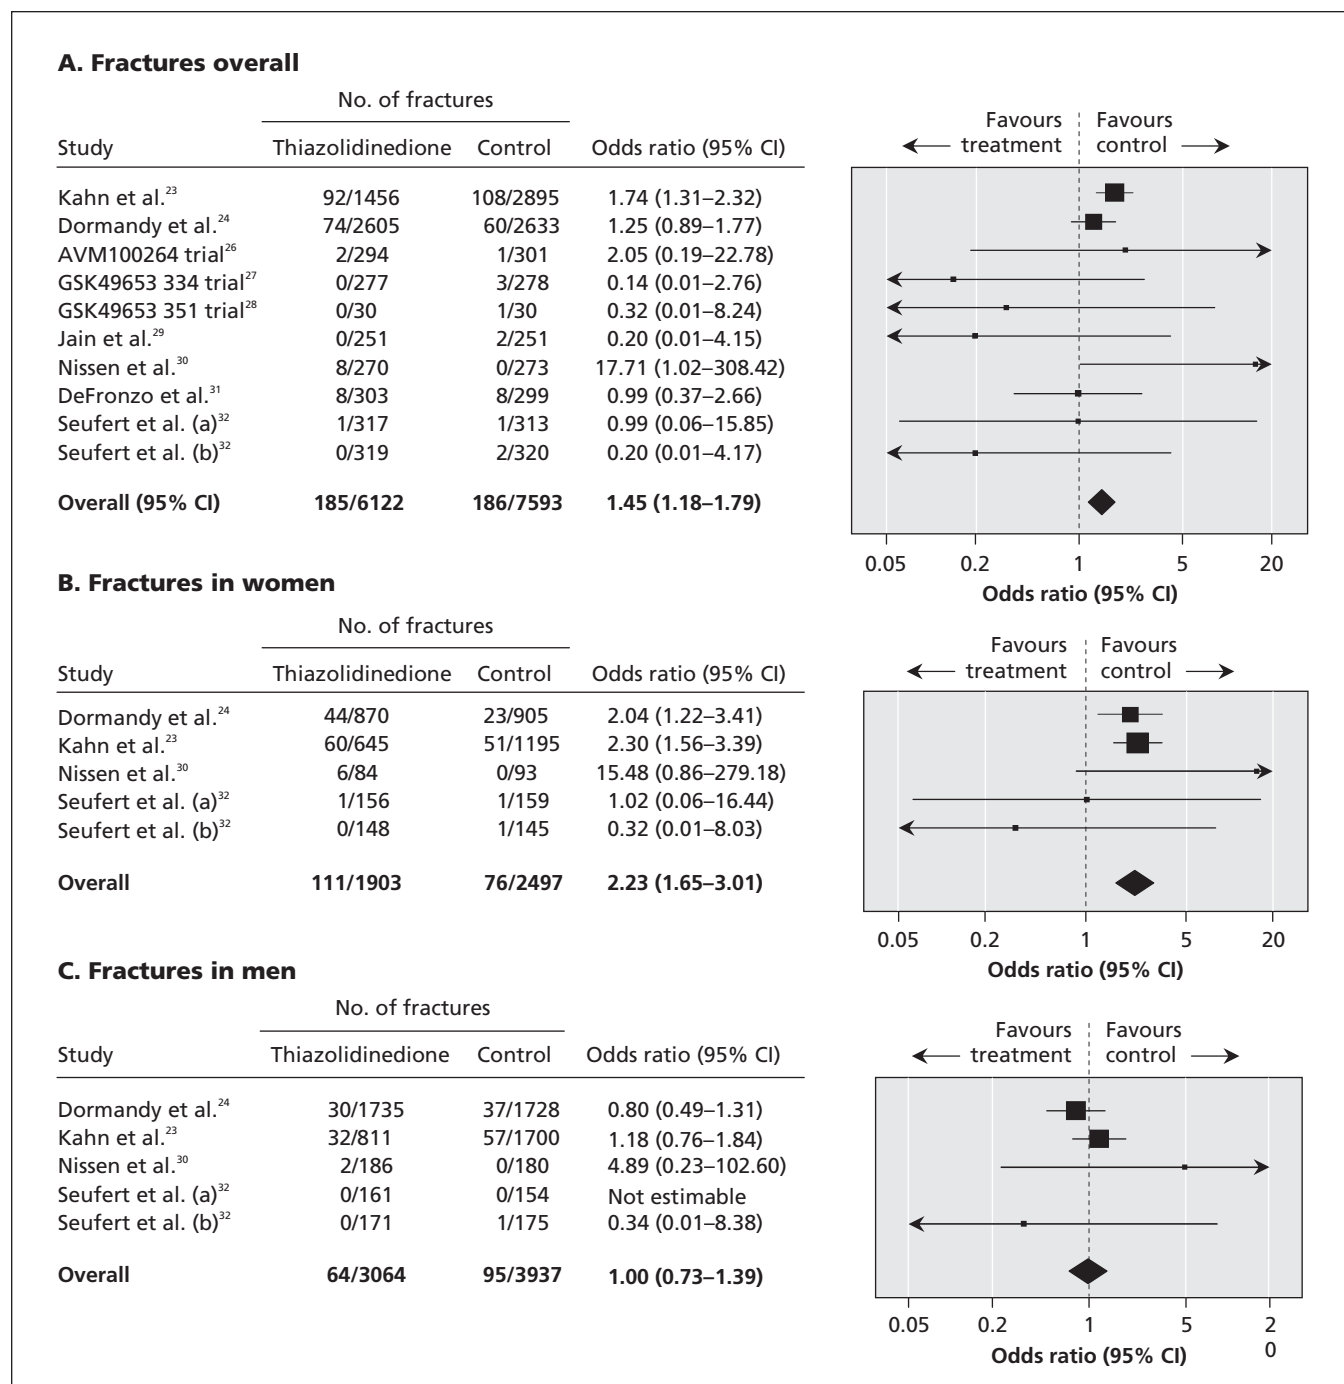 A. Fractures overall
No. of fractures
Study Thiazolidinedione Control Odds ratio (95% CI)
Favours treatment Favours control
Kahn et al.23 92/1456 108/2895 1.74 (1.31–2.32)
Dormandy et al.24 74/2605 60/2633 1.25 (0.89–1.77)
AVM100264 trial26 2/294 1/301 2.05 (0.19–22.78)
GSK49653 334 trial27 0/277 3/278 0.14 (0.01–2.76)
GSK49653 351 trial28 0/30 1/30 0.32 (0.01–8.24)
Jain et al.29 0/251 2/251 0.20 (0.01–4.15)
Nissen et al.30 8/270 0/273 17.71 (1.02–308.42)
DeFronzo et al.31 8/303 8/299 0.99 (0.37–2.66)
Seufert et al. (a)32 1/317 1/313 0.99 (0.06–15.85)
Seufert et al. (b)32 0/319 2/320 0.20 (0.01–4.17)
Overall (95% CI) 185/6122 186/7593 1.45 (1.18–1.79)
0.05 0.2 1 5 20
Odds ratio (95% CI)
B. Fractures in women
No. of fractures
Study Thiazolidinedione Control Odds ratio (95% CI)
Favours treatment Favours control
Dormandy et al.24 44/870 23/905 2.04 (1.22–3.41)
Kahn et al.23 60/645 51/1195 2.30 (1.56–3.39)
Nissen et al.30 6/84 0/93 15.48 (0.86–279.18)
Seufert et al. (a)32 1/156 1/159 1.02 (0.06–16.44)
Seufert et al. (b)32 0/148 1/145 0.32 (0.01–8.03)
Overall 111/1903 76/2497 2.23 (1.65–3.01)
0.05 0.2 1 5 20
Odds ratio (95% CI)
C. Fractures in men
No. of fractures
Study Thiazolidinedione Control Odds ratio (95% CI)
Favours treatment Favours control
Dormandy et al.24 30/1735 37/1728 0.80 (0.49–1.31)
Kahn et al.23 32/811 57/1700 1.18 (0.76–1.84)
Nissen et al.30 2/186 0/180 4.89 (0.23–102.60)
Seufert et al. (a)32 0/161 0/154 Not estimable
Seufert et al. (b)32 0/171 1/175 0.34 (0.01–8.38)
Overall 64/3064 95/3937 1.00 (0.73–1.39)
0.05 0.2 1 5 2
0
Odds ratio (95% CI)